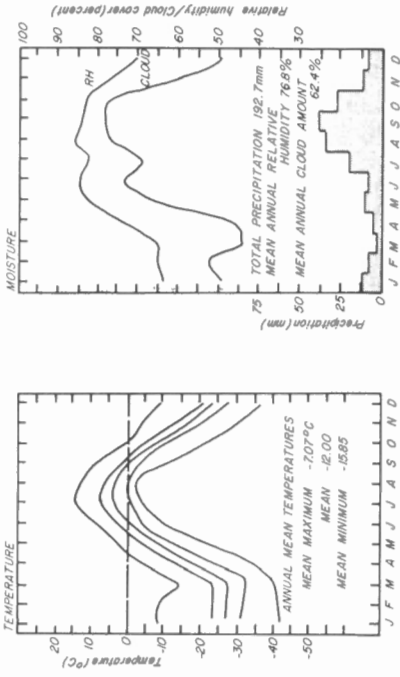 TEMPERATURE
Temperature (°C)
20
10
0
-10
-20
-30
-40
-50
ANNUAL MEAN TEMPERATURES
MEAN MAXIMUM -7.07°C
MEAN -12.00
MEAN MINIMUM -15.85
J F M A M J J A S O N D
MOISTURE
Relative humidity/Cloud cover (percent)
100
90
80
70
60
50
40
30
RH
CLOUD
TOTAL PRECIPITATION 192.7mm
MEAN ANNUAL RELATIVE
HUMIDITY 76.8%
MEAN ANNUAL CLOUD AMOUNT
62.4%
Precipitation (mm)
75
50
25
0
J F M A M J J A S O N D